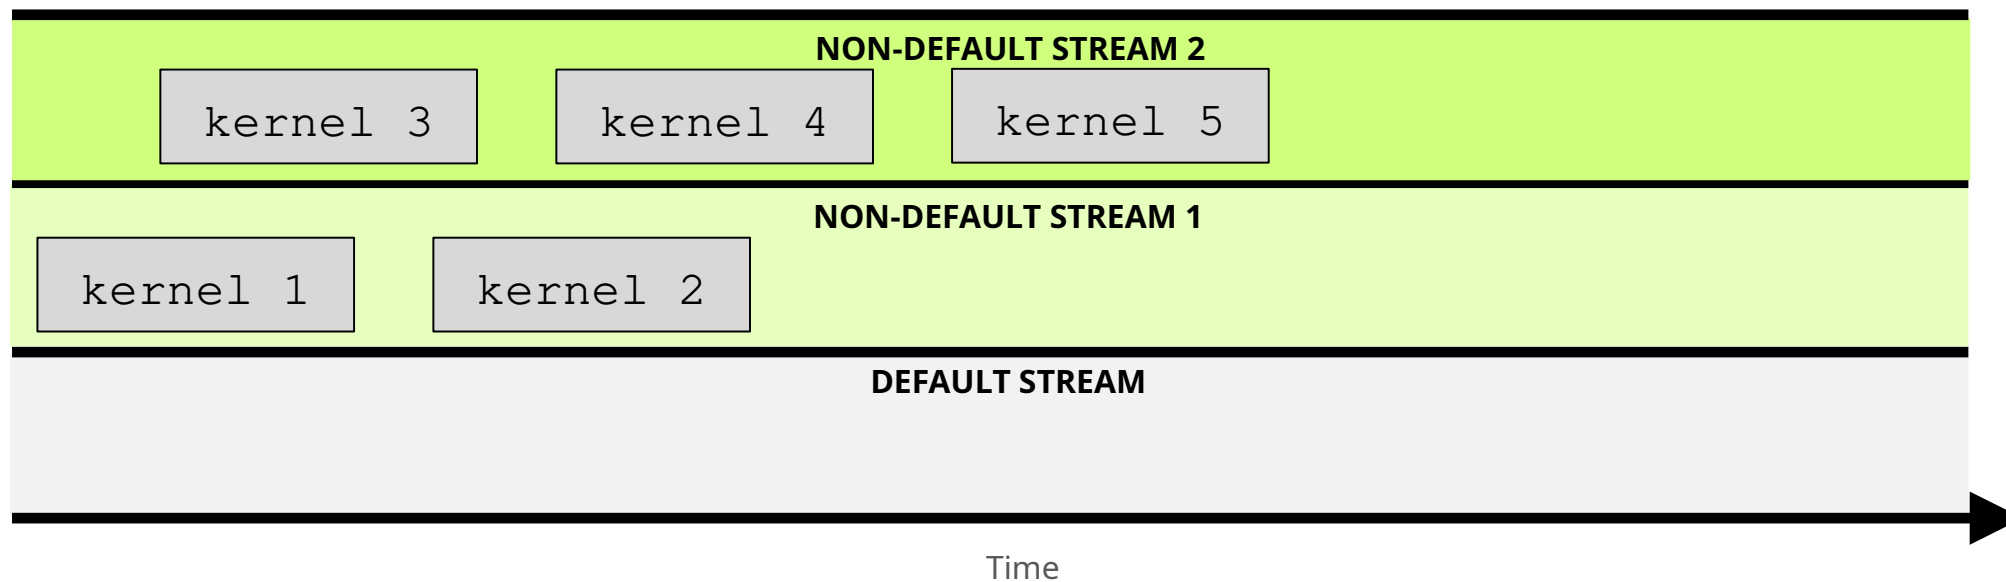 NON-DEFAULT STREAM 2
kernel 3
kernel 4
kernel 5
NON-DEFAULT STREAM 1
kernel 1
kernel 2
DEFAULT STREAM
Time